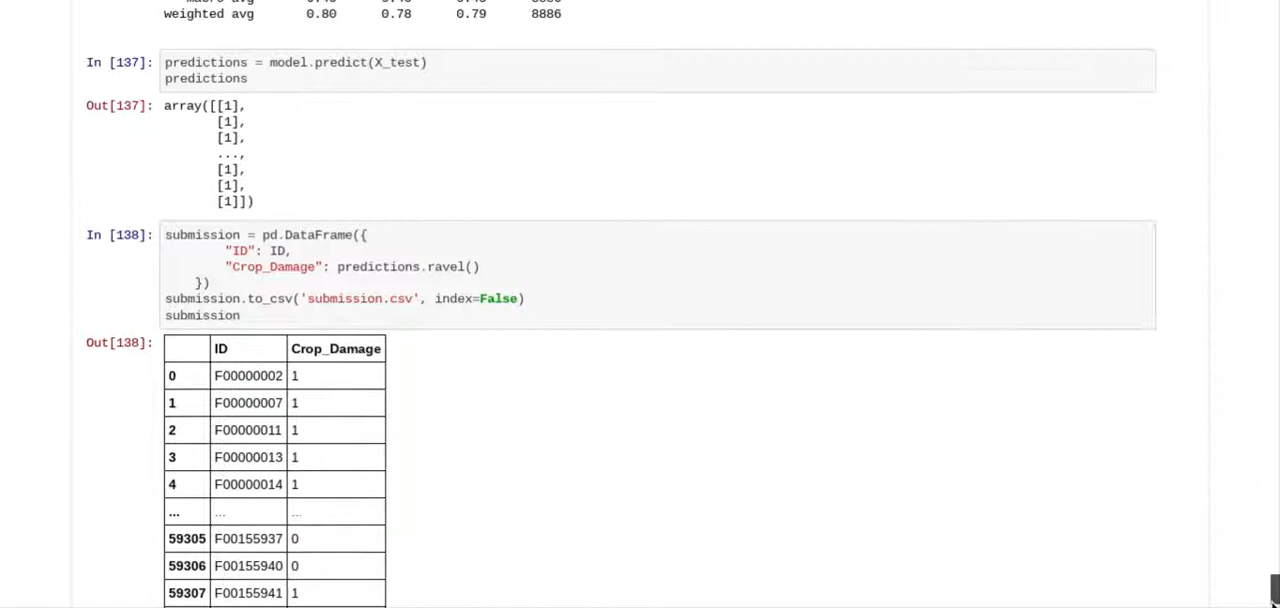 weighted avg 0.80 0.78 0.79 8886
In [137]: predictions = model.predict(X_test)
predictions
Out[137]: array([[1],
[1],
[1],
...,
[1],
[1],
[1]])
In [138]: submission = pd.DataFrame({
"ID": ID,
"Crop_Damage": predictions.ravel()
})
submission.to_csv('submission.csv', index=False)
submission
Out[138]:
ID Crop_Damage
0 F00000002 1
1 F00000007 1
2 F00000011 1
3 F00000013 1
4 F00000014 1
... ... ...
59305 F00155937 0
59306 F00155940 0
59307 F00155941 1